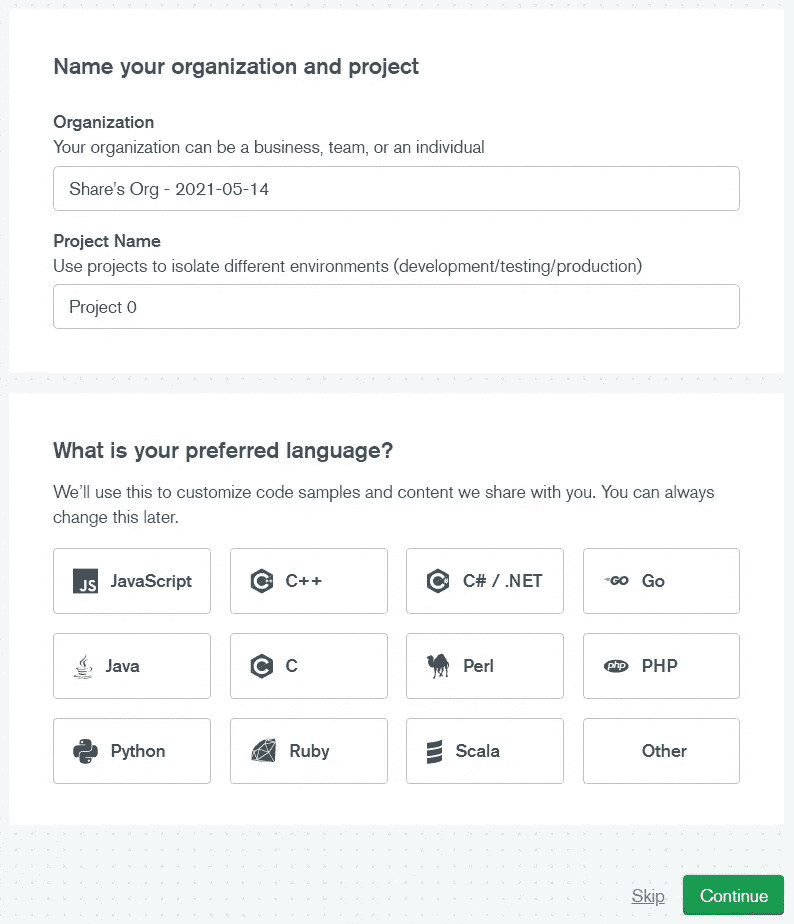 Name your organization and project
Organization
Your organization can be a business, team, or an individual
Share's Org - 2021-05-14
Project Name
Use projects to isolate different environments (development/testing/production)
Project 0
What is your preferred language?
We'll use this to customize code samples and content we share with you. You can always
change this later.
JS JavaScript
C++
C# / .NET
GO Go
Java
C
Perl
php PHP
Python
Ruby
Scala
Other
Skip
Continue